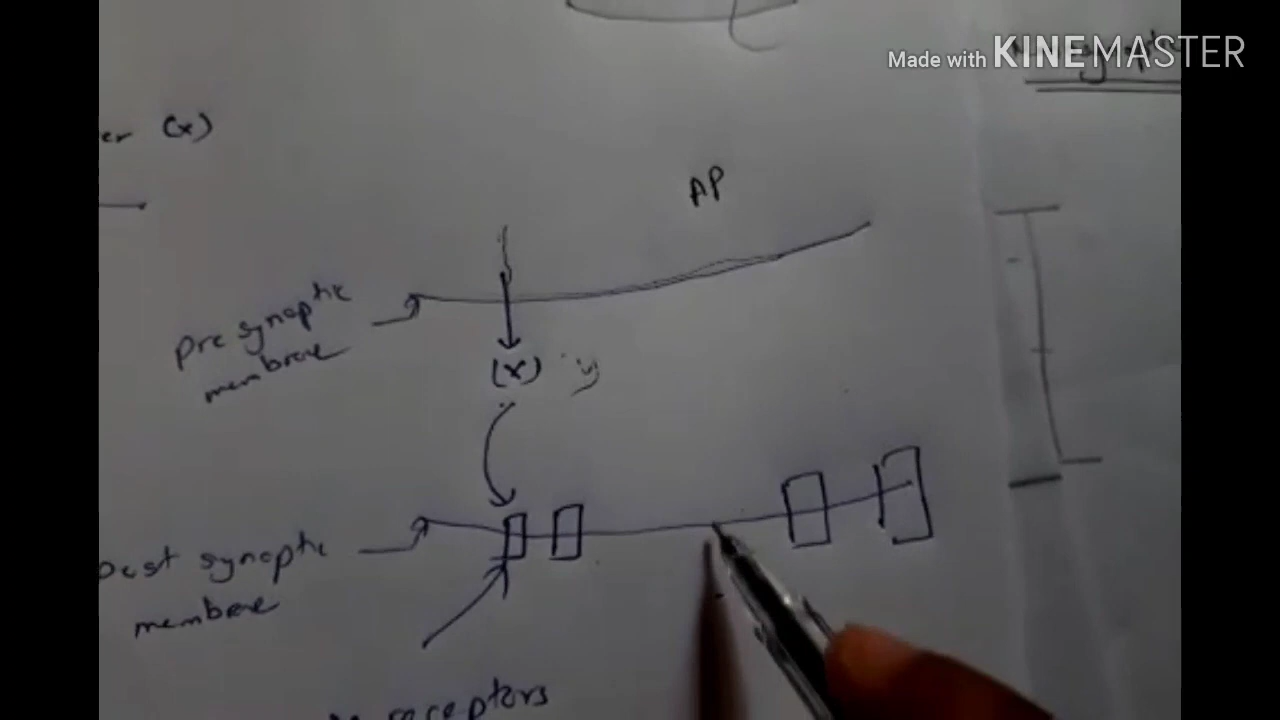 Made with KINEMASTER
er (x)
AP
Pre synaptic
membrane
(x) y
post synaptic
membrane
receptors